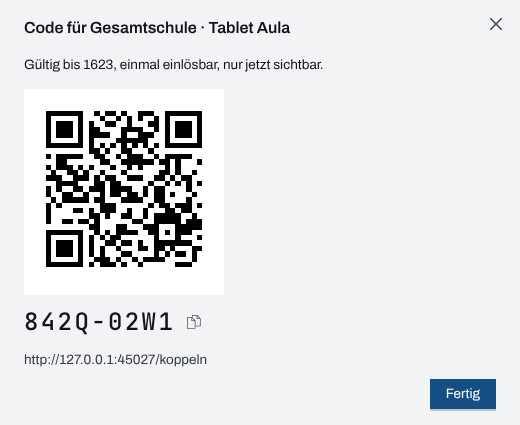 Code für Gesamtschule · Tablet Aula
Gültig bis 1623, einmal einlösbar, nur jetzt sichtbar.
842Q-02W1
http://127.0.0.1:45027/koppeln
Fertig